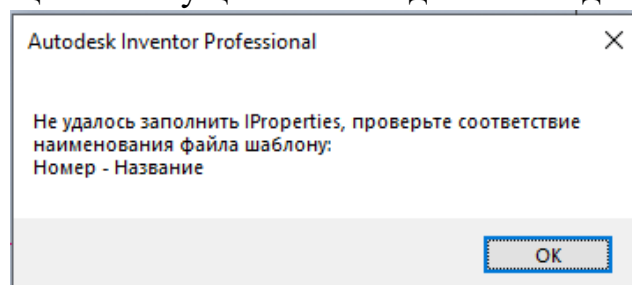 Autodesk Inventor Professional
Не удалось заполнить IProperties, проверьте соответствие
наименования файла шаблону:
Номер - Название
OK